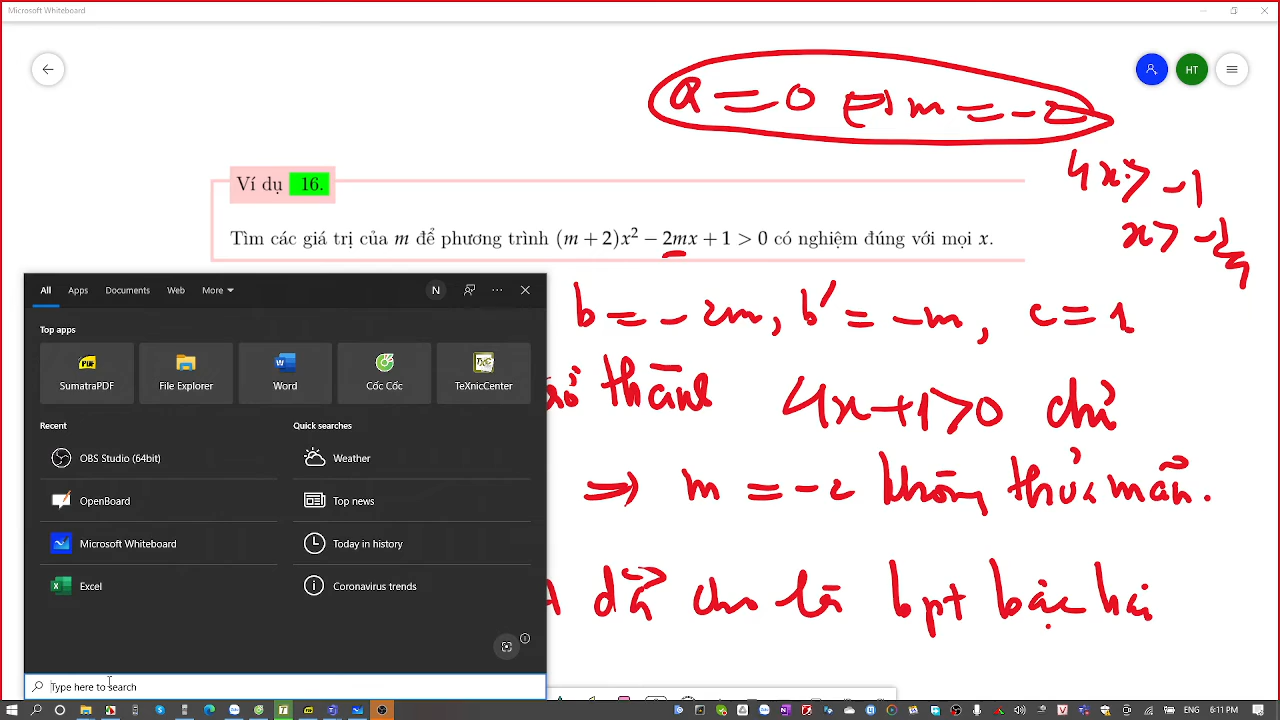 Microsoft Whiteboard
HT
a = 0 ⇔ m = -2
4x > -1
x > -1/4
Ví dụ 16.
Tìm các giá trị của m để phương trình (m + 2)x² − 2mx + 1 > 0 có nghiệm đúng với mọi x.
b = -2m, b' = -m, c = 1
trở thành 4x+1>0 chỉ
⇒ m = -2 không thỏa mãn.
đã cho là bpt bậc hai
All Apps Documents Web More N
Top apps
SumatraPDF File Explorer Word Cốc Cốc TeXnicCenter
Recent Quick searches
OBS Studio (64bit) Weather
OpenBoard Top news
Microsoft Whiteboard Today in history
Excel Coronavirus trends
Type here to search
ENG 6:11 PM